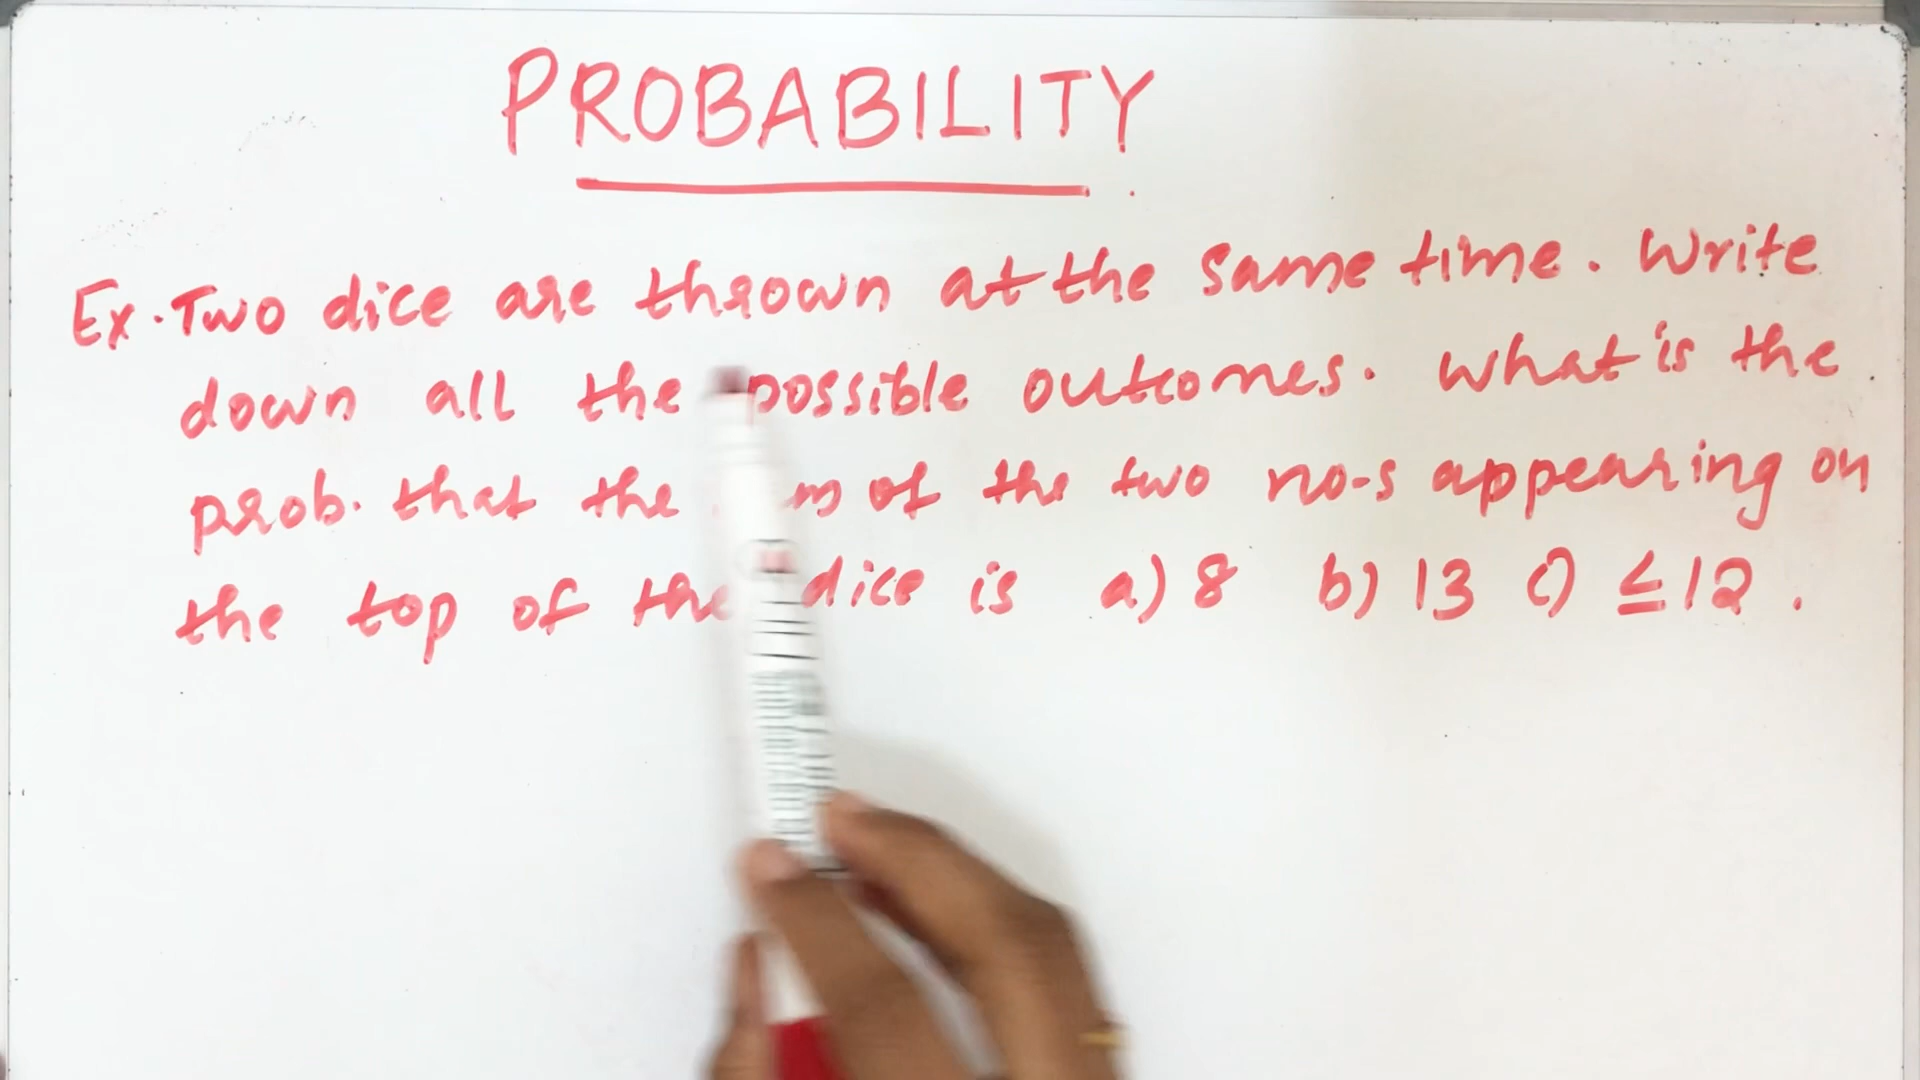 PROBABILITY
Ex. Two dice are thrown at the same time. Write
down all the possible outcomes. What is the
prob. that the of the two no-s appearing on
the top of the dice is a) 8 b) 13 c) ≤ 12.